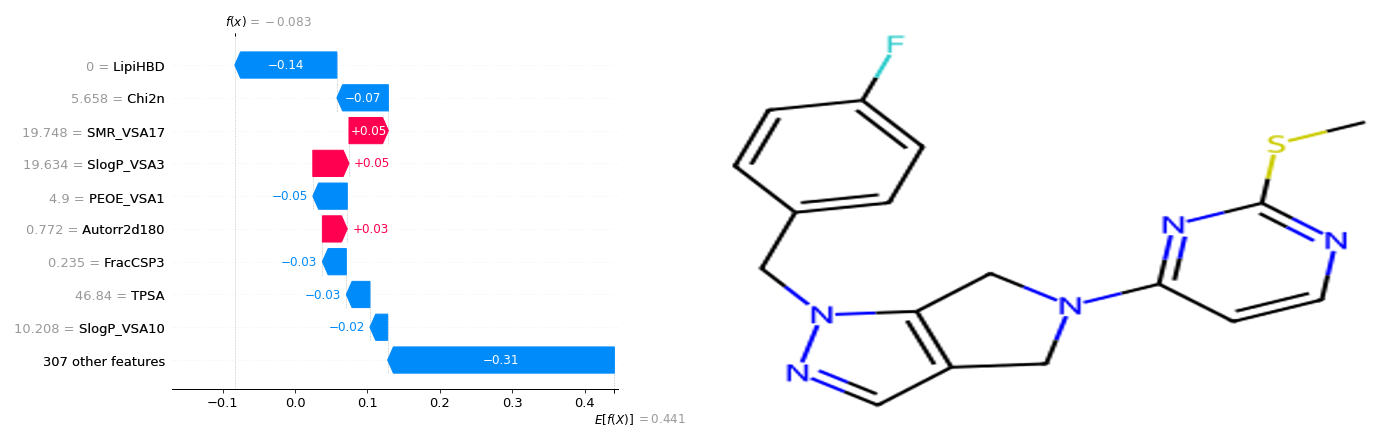 f(x) = −0.083
0 = LipiHBD
−0.14
5.658 = Chi2n
−0.07
19.748 = SMR_VSA17
+0.05
19.634 = SlogP_VSA3
+0.05
4.9 = PEOE_VSA1
−0.05
0.772 = Autorr2d180
+0.03
0.235 = FracCSP3
−0.03
46.84 = TPSA
−0.03
10.208 = SlogP_VSA10
−0.02
307 other features
−0.31
−0.1 0.0 0.1 0.2 0.3 0.4
E[f(X)] = 0.441
F
S
N
N
N
N
N